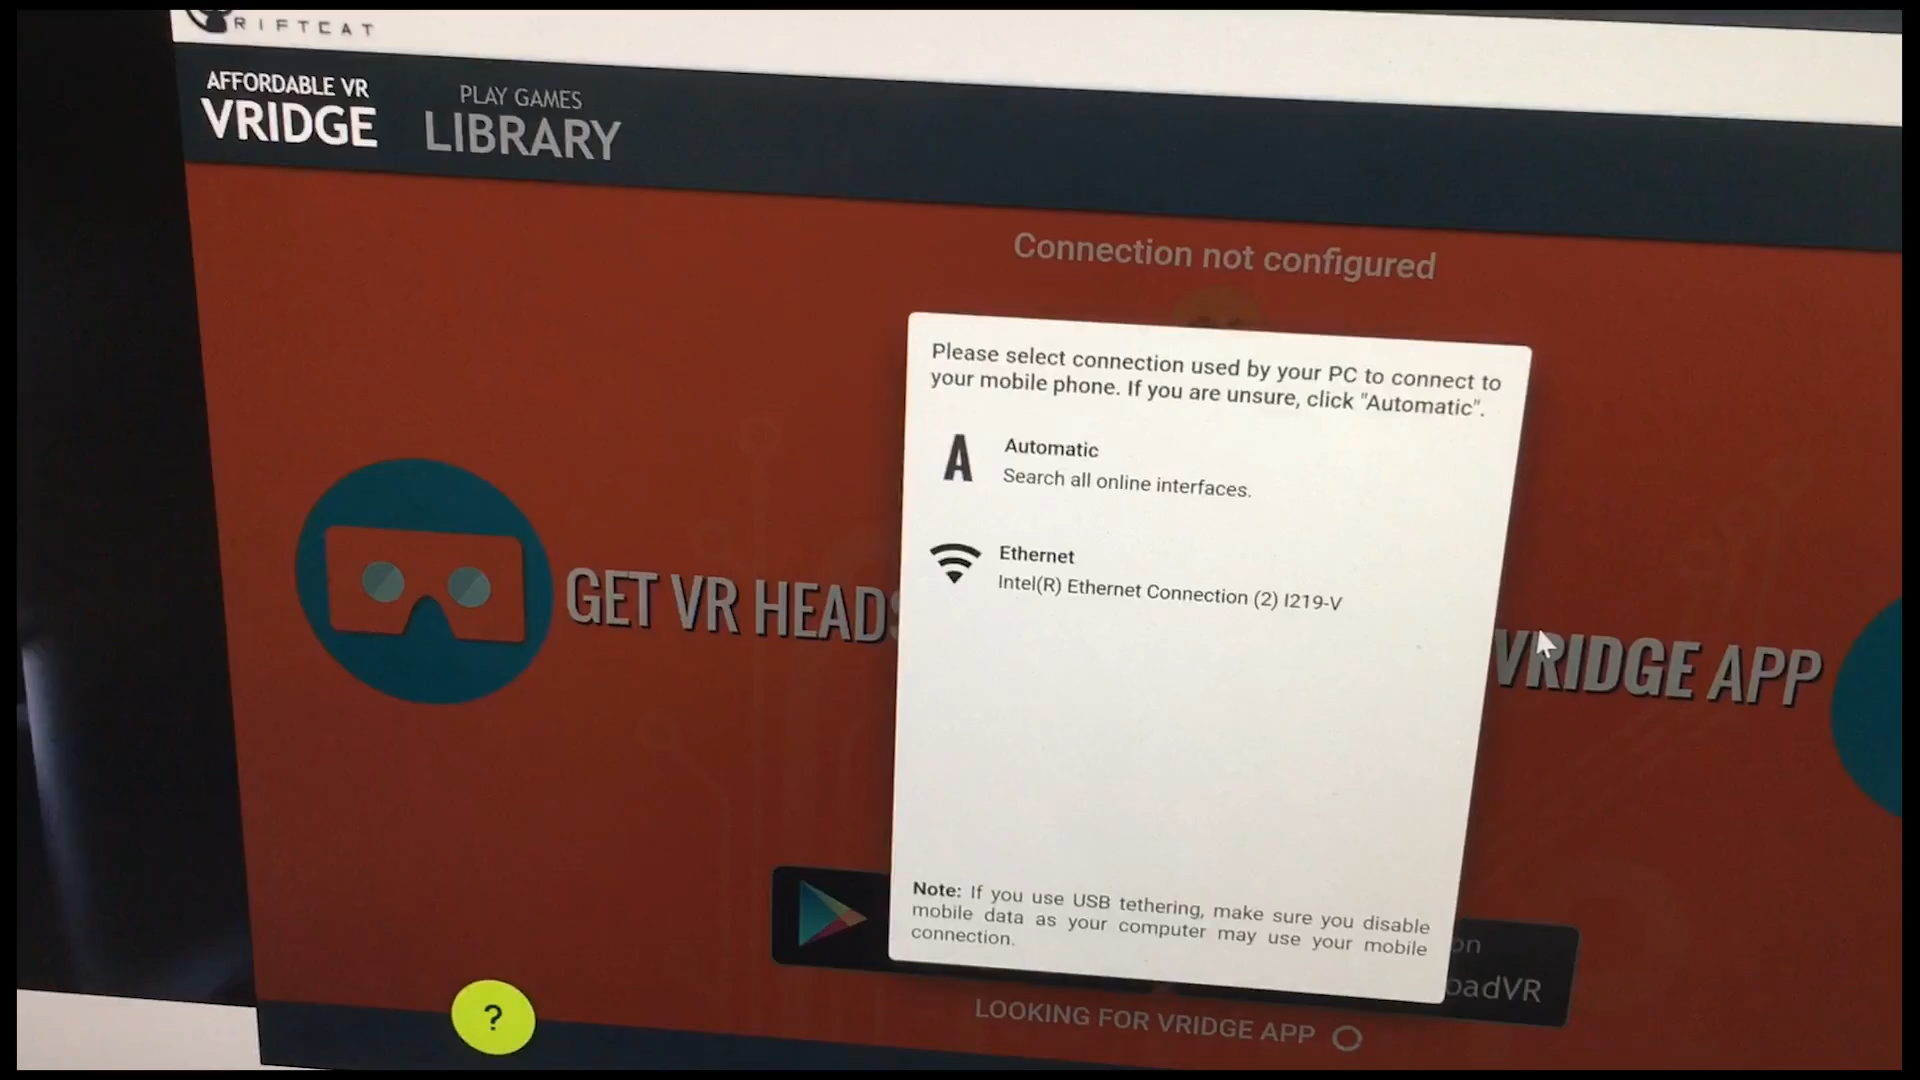 RIFTCAT
AFFORDABLE VR
VRIDGE
PLAY GAMES
LIBRARY
Connection not configured
Please select connection used by your PC to connect to
your mobile phone. If you are unsure, click "Automatic".
A
Automatic
Search all online interfaces.
Ethernet
Intel(R) Ethernet Connection (2) I219-V
GET VR HEADS
VRIDGE APP
Note: If you use USB tethering, make sure you disable
mobile data as your computer may use your mobile
connection.
on
oadVR
LOOKING FOR VRIDGE APP
?